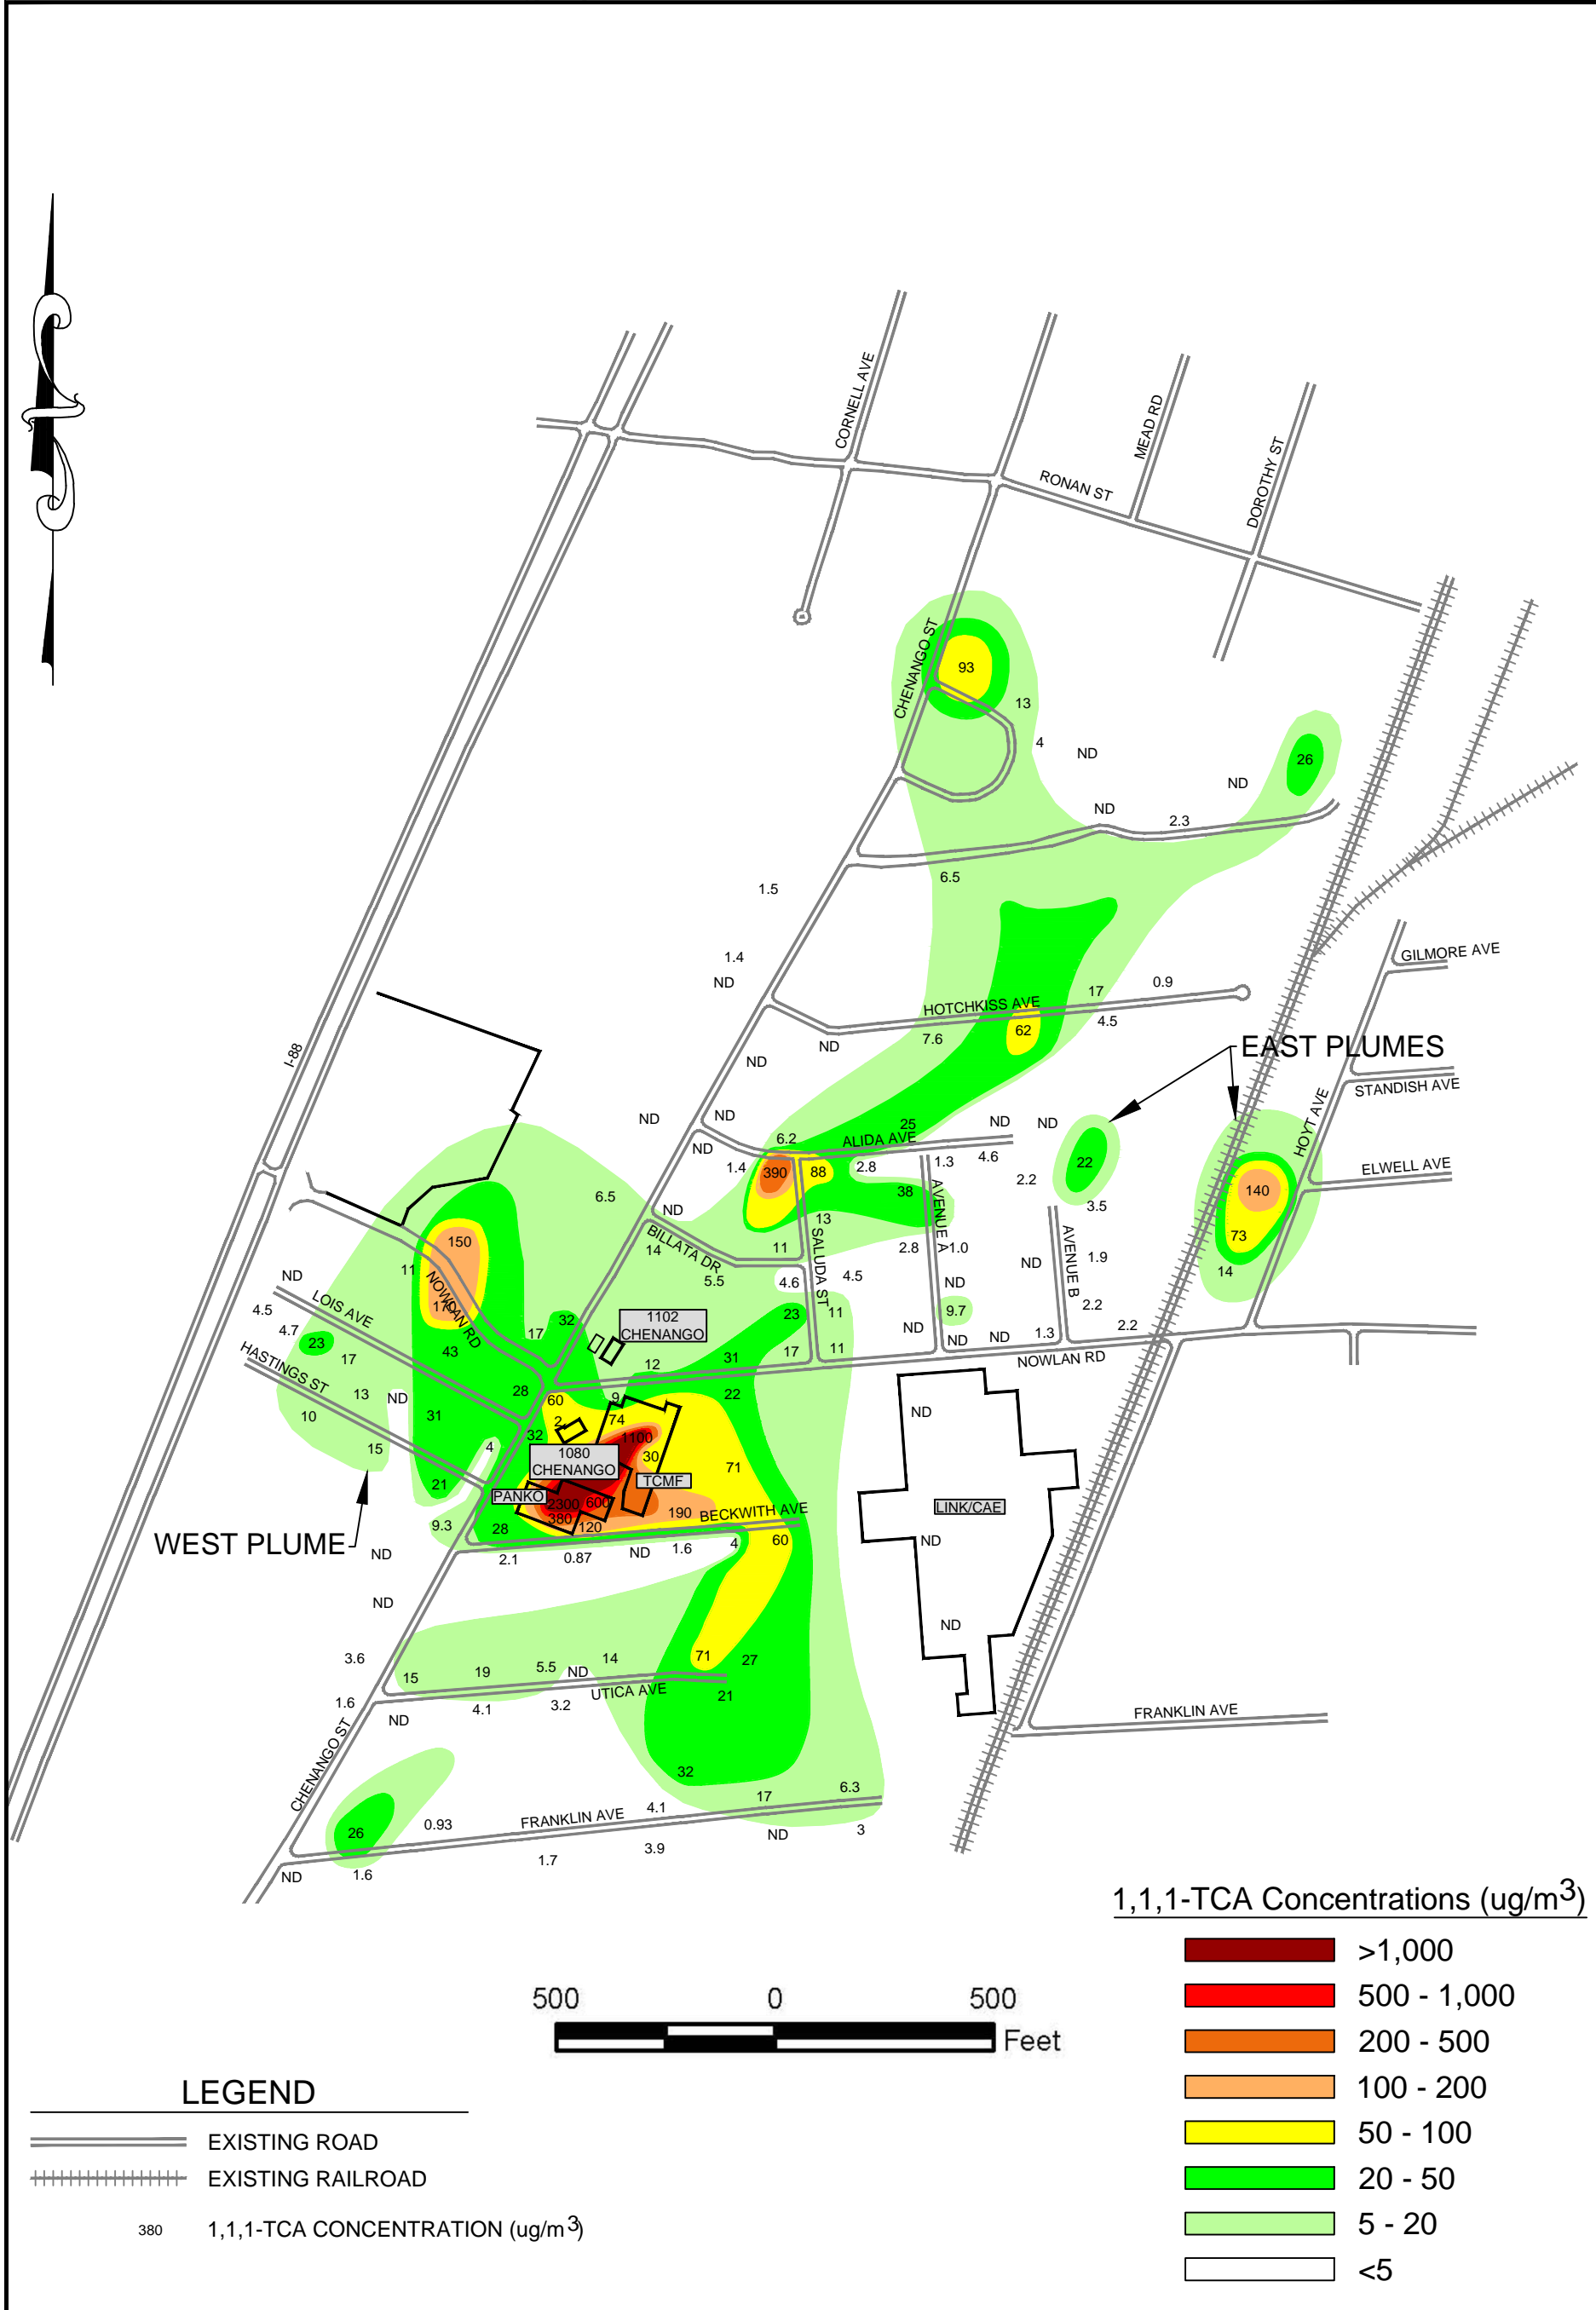 CORNELL AVE
MEAD RD
DOROTHY ST
RONAN ST
CHENANGO ST
93
13
4
ND
26
ND
ND
2.3
6.5
1.5
1.4
ND
GILMORE AVE
17
0.9
HOTCHKISS AVE
62
4.5
7.6
ND
ND
EAST PLUMES
I-88
STANDISH AVE
HOYT AVE
ND
ND
25
ND
ND
6.2
ALIDA AVE
ND
1.4
390
88
2.8
1.3
4.6
22
ELWELL AVE
2.2
140
38
AVENUE A
6.5
ND
3.5
13
SALUDA ST
AVENUE B
73
150
BILLATA DR
14
11
2.8
1.0
ND
1.9
14
11
ND
5.5
4.6
4.5
ND
NOWLAN RD
LOIS AVE
4.5
4.7
32
1102
CHENANGO
23
11
9.7
2.2
23
17
17
ND
ND
ND
1.3
2.2
43
31
17
11
NOWLAN RD
HASTINGS ST
12
13
ND
28
60
9
22
10
31
2
74
ND
15
4
32
1100
1080
CHENANGO
30
71
TCMF
21
PANKO
2300
600
190
BECKWITH AVE
LINK/CAE
9.3
28
380
120
60
WEST PLUME
ND
2.1
0.87
ND
1.6
4
ND
ND
ND
3.6
15
19
5.5
ND
14
71
27
UTICA AVE
21
1.6
ND
4.1
3.2
FRANKLIN AVE
CHENANGO ST
32
17
6.3
26
0.93
FRANKLIN AVE
4.1
ND
3
ND
1.6
1.7
3.9
1,1,1-TCA Concentrations (ug/m3)
>1,000
500 - 1,000
200 - 500
100 - 200
50 - 100
20 - 50
5 - 20
<5
500 0 500
Feet
LEGEND
EXISTING ROAD
EXISTING RAILROAD
380 1,1,1-TCA CONCENTRATION (ug/m3)